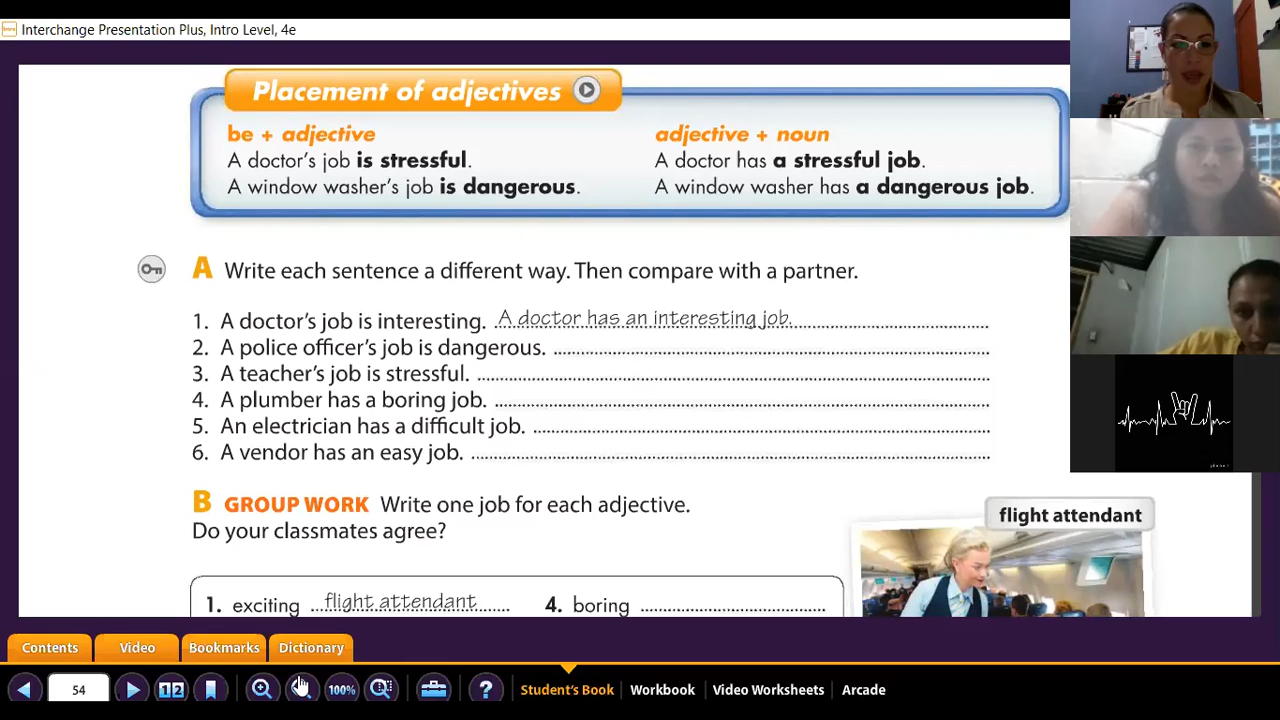 Interchange Presentation Plus, Intro Level, 4e
Placement of adjectives
be + adjective
A doctor's job is stressful.
A window washer's job is dangerous.
adjective + noun
A doctor has a stressful job.
A window washer has a dangerous job.
A Write each sentence a different way. Then compare with a partner.
1. A doctor's job is interesting. A doctor has an interesting job.
2. A police officer's job is dangerous.
3. A teacher's job is stressful.
4. A plumber has a boring job.
5. An electrician has a difficult job.
6. A vendor has an easy job.
B GROUP WORK Write one job for each adjective.
Do your classmates agree?
flight attendant
1. exciting flight attendant 4. boring
Contents Video Bookmarks Dictionary
54 12 100% ? Student's Book Workbook Video Worksheets Arcade